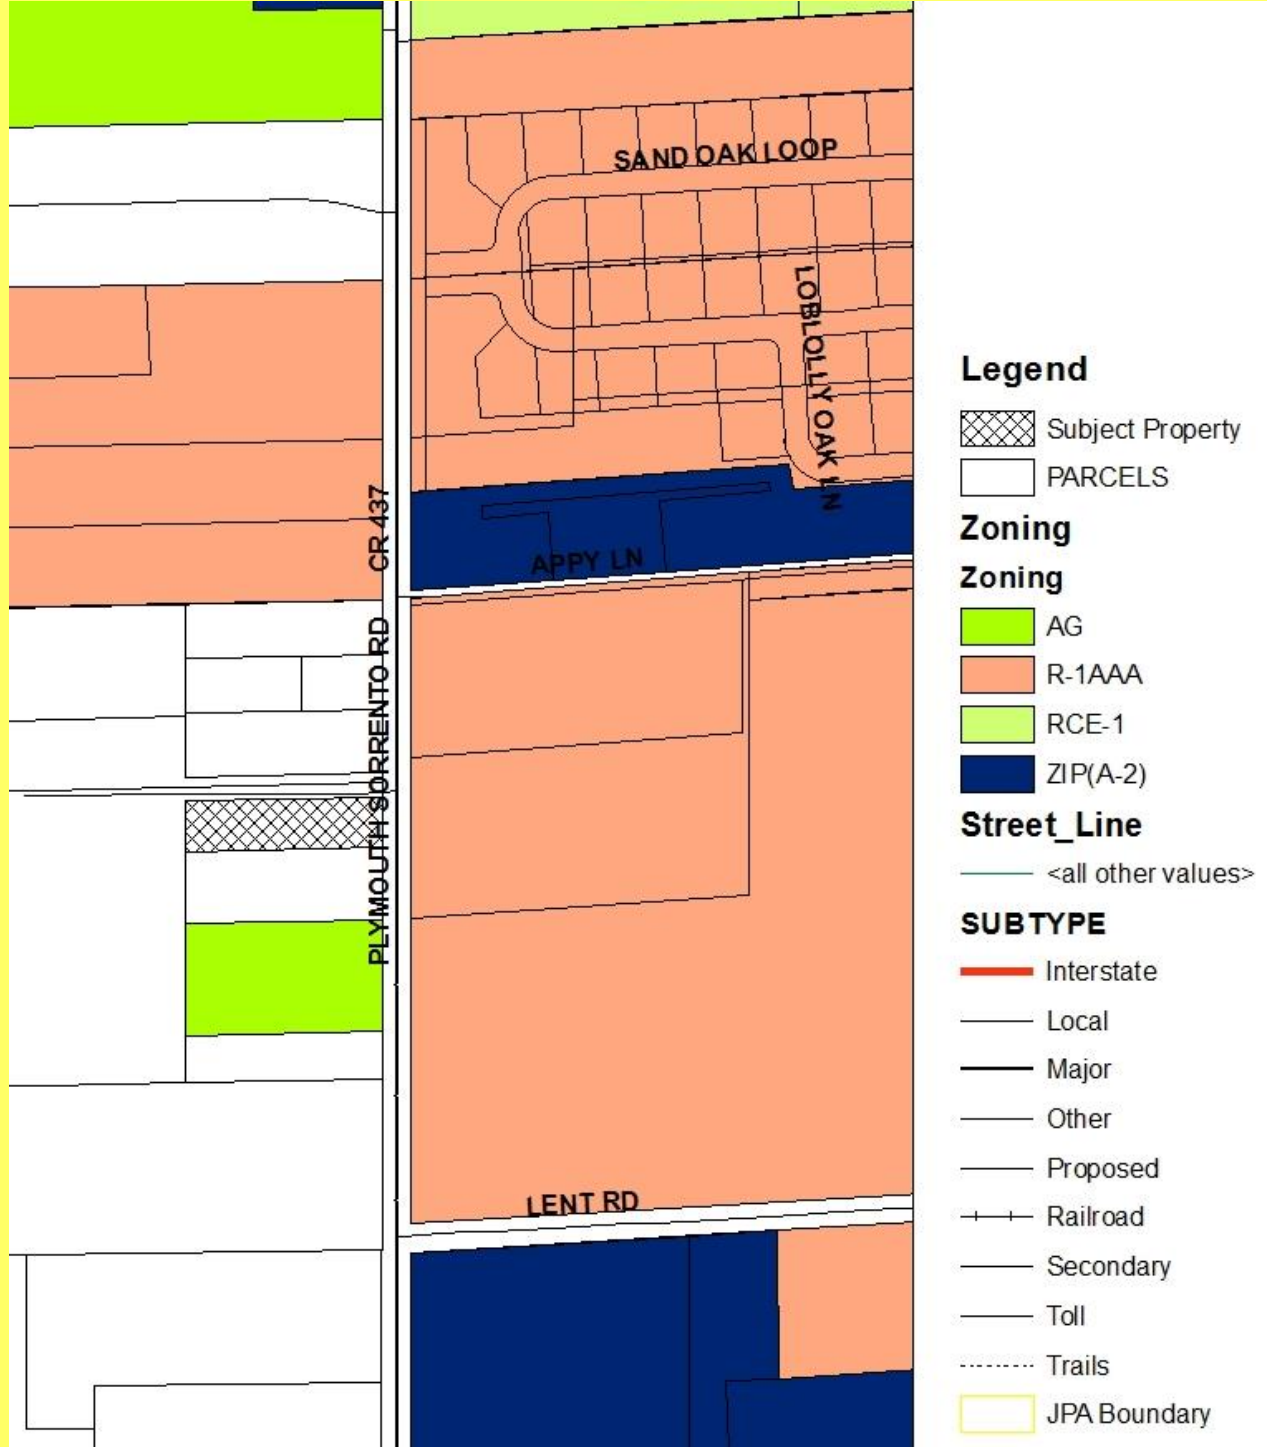 SAND OAK LOOP
LOBLOLLY OAK LN
CR 437
APPY LN
PLYMOUTH SORRENTO RD
LENT RD
Legend
Subject Property
PARCELS
Zoning
Zoning
AG
R-1AAA
RCE-1
ZIP(A-2)
Street_Line
<all other values>
SUBTYPE
Interstate
Local
Major
Other
Proposed
Railroad
Secondary
Toll
Trails
JPA Boundary